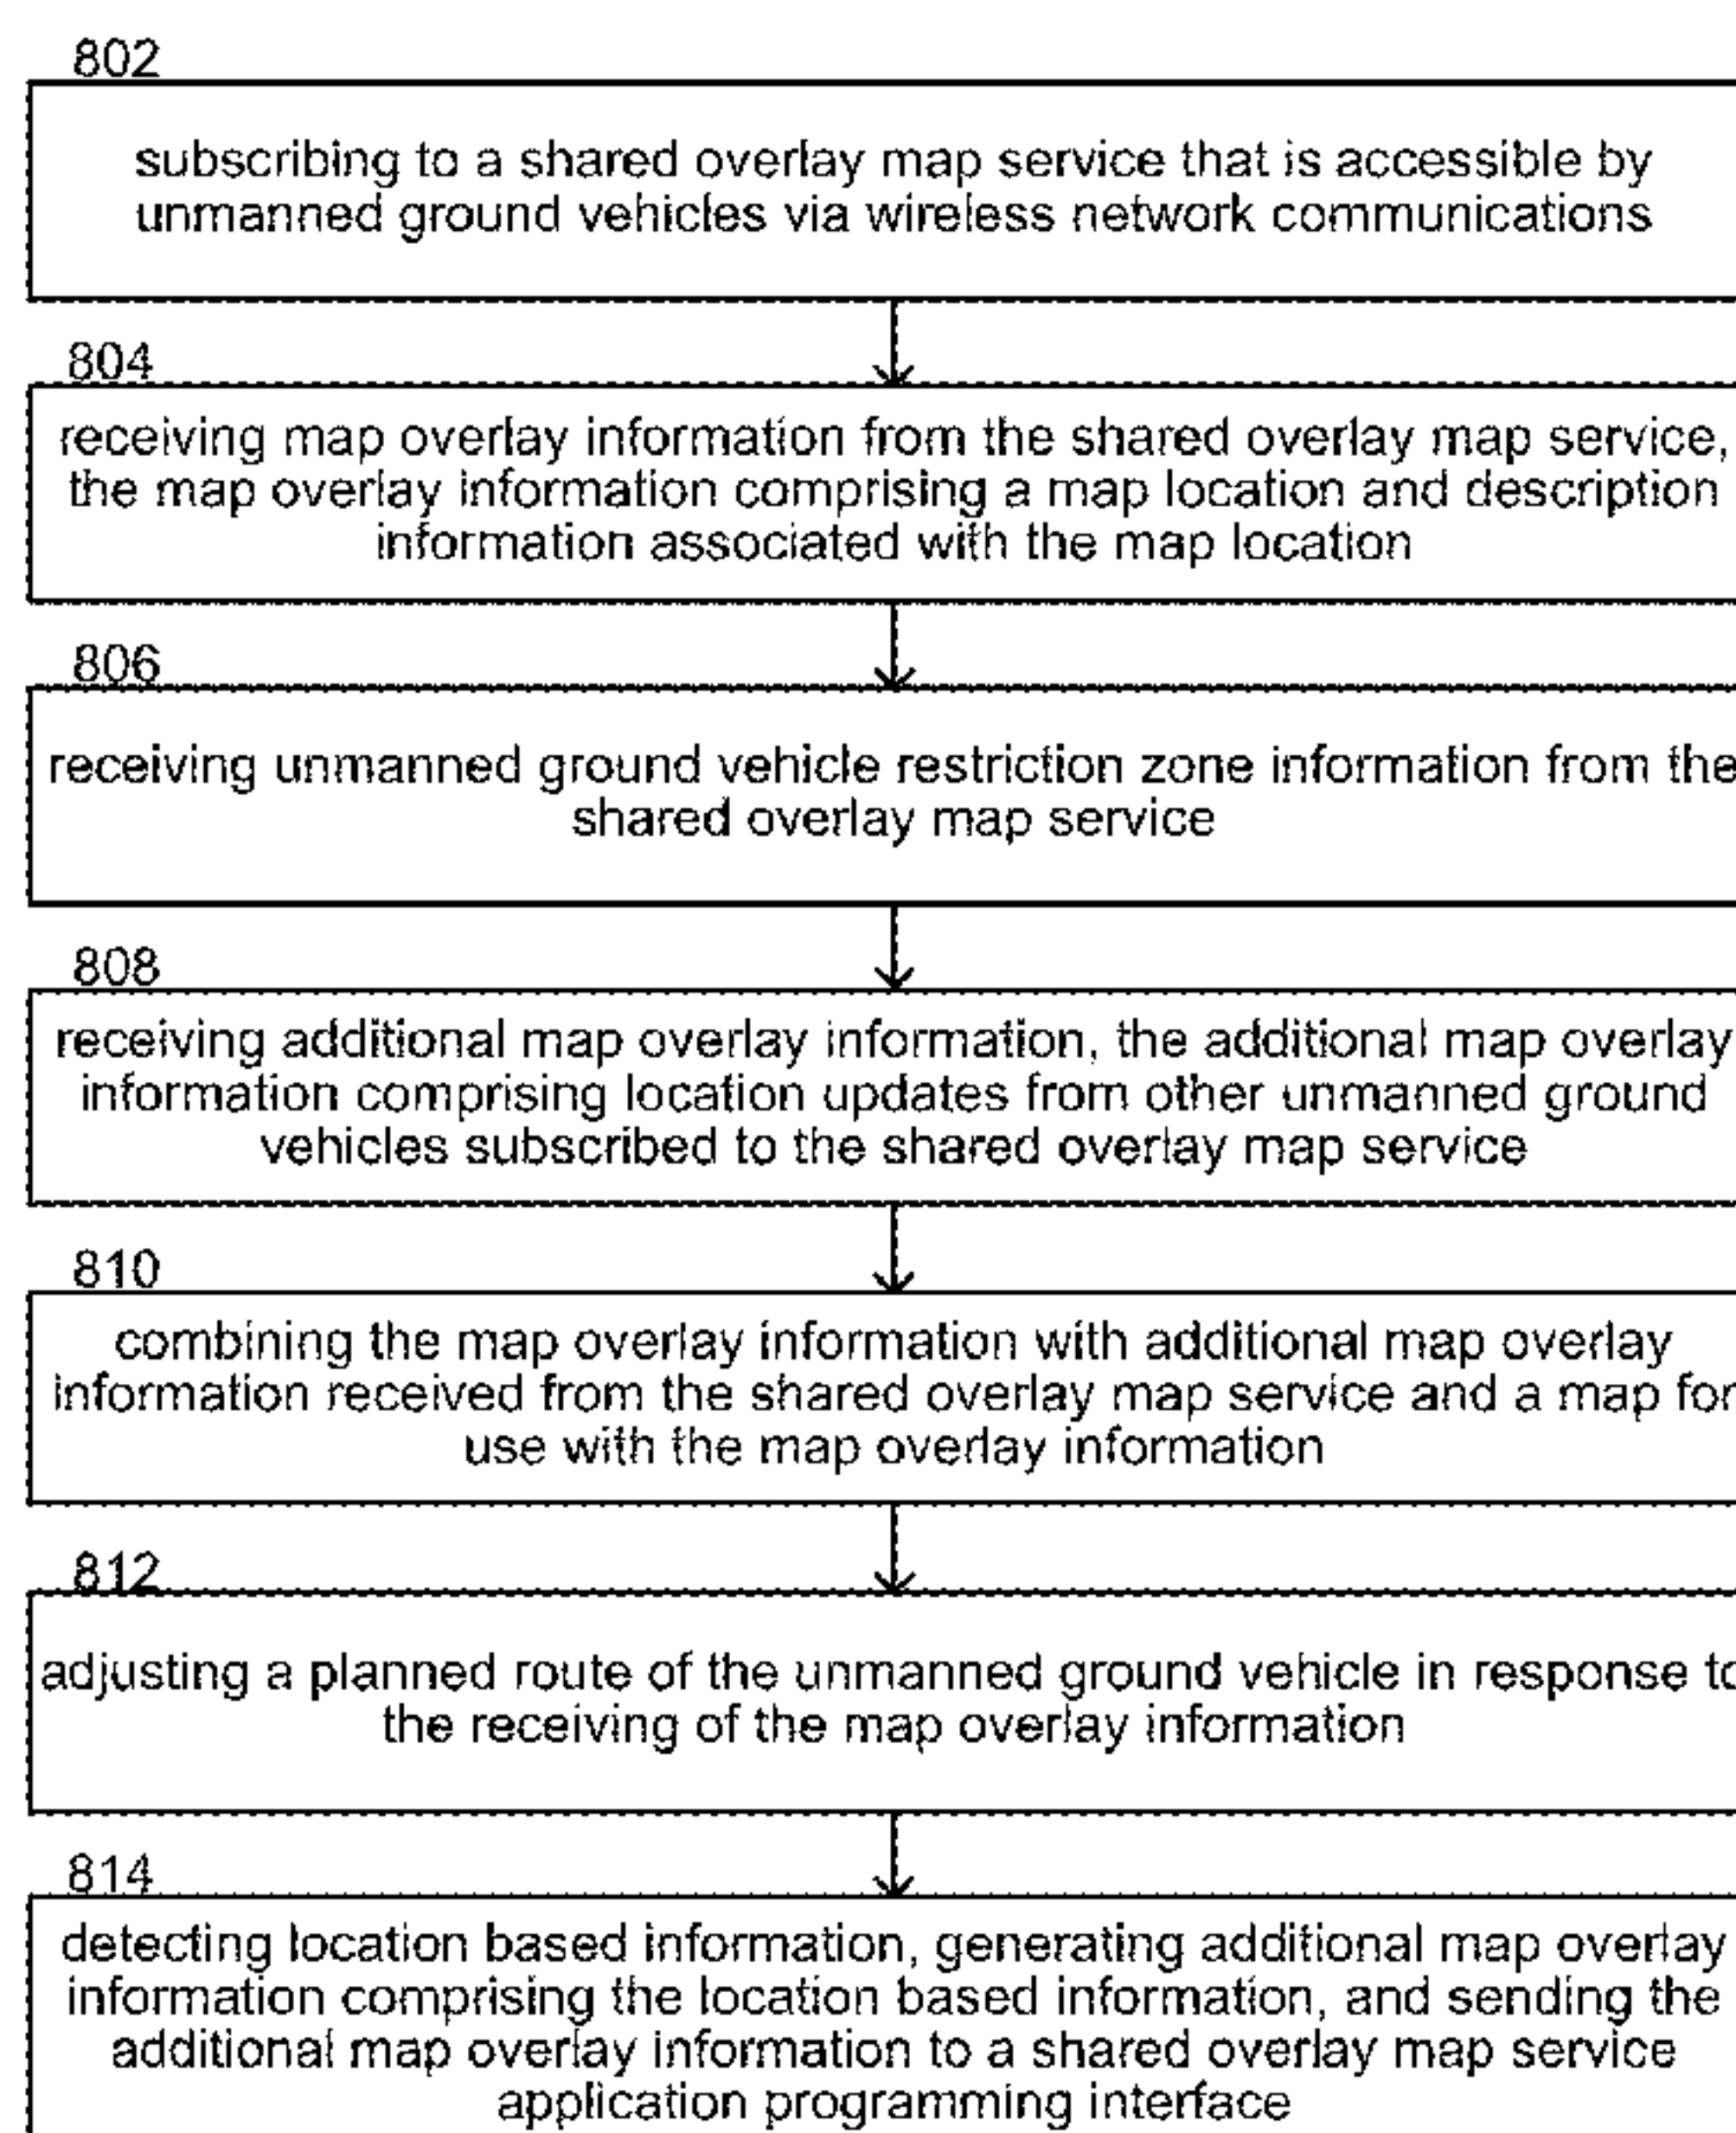 802
subscribing to a shared overlay map service that is accessible by
unmanned ground vehicles via wireless network communications
804
receiving map overlay information from the shared overlay map service,
the map overlay information comprising a map location and description
information associated with the map location
806
receiving unmanned ground vehicle restriction zone information from the
shared overlay map service
808
receiving additional map overlay information, the additional map overlay
information comprising location updates from other unmanned ground
vehicles subscribed to the shared overlay map service
810
combining the map overlay information with additional map overlay
information received from the shared overlay map service and a map for
use with the map overlay information
812
adjusting a planned route of the unmanned ground vehicle in response to
the receiving of the map overlay information
814
detecting location based information, generating additional map overlay
information comprising the location based information, and sending the
additional map overlay information to a shared overlay map service
application programming interface